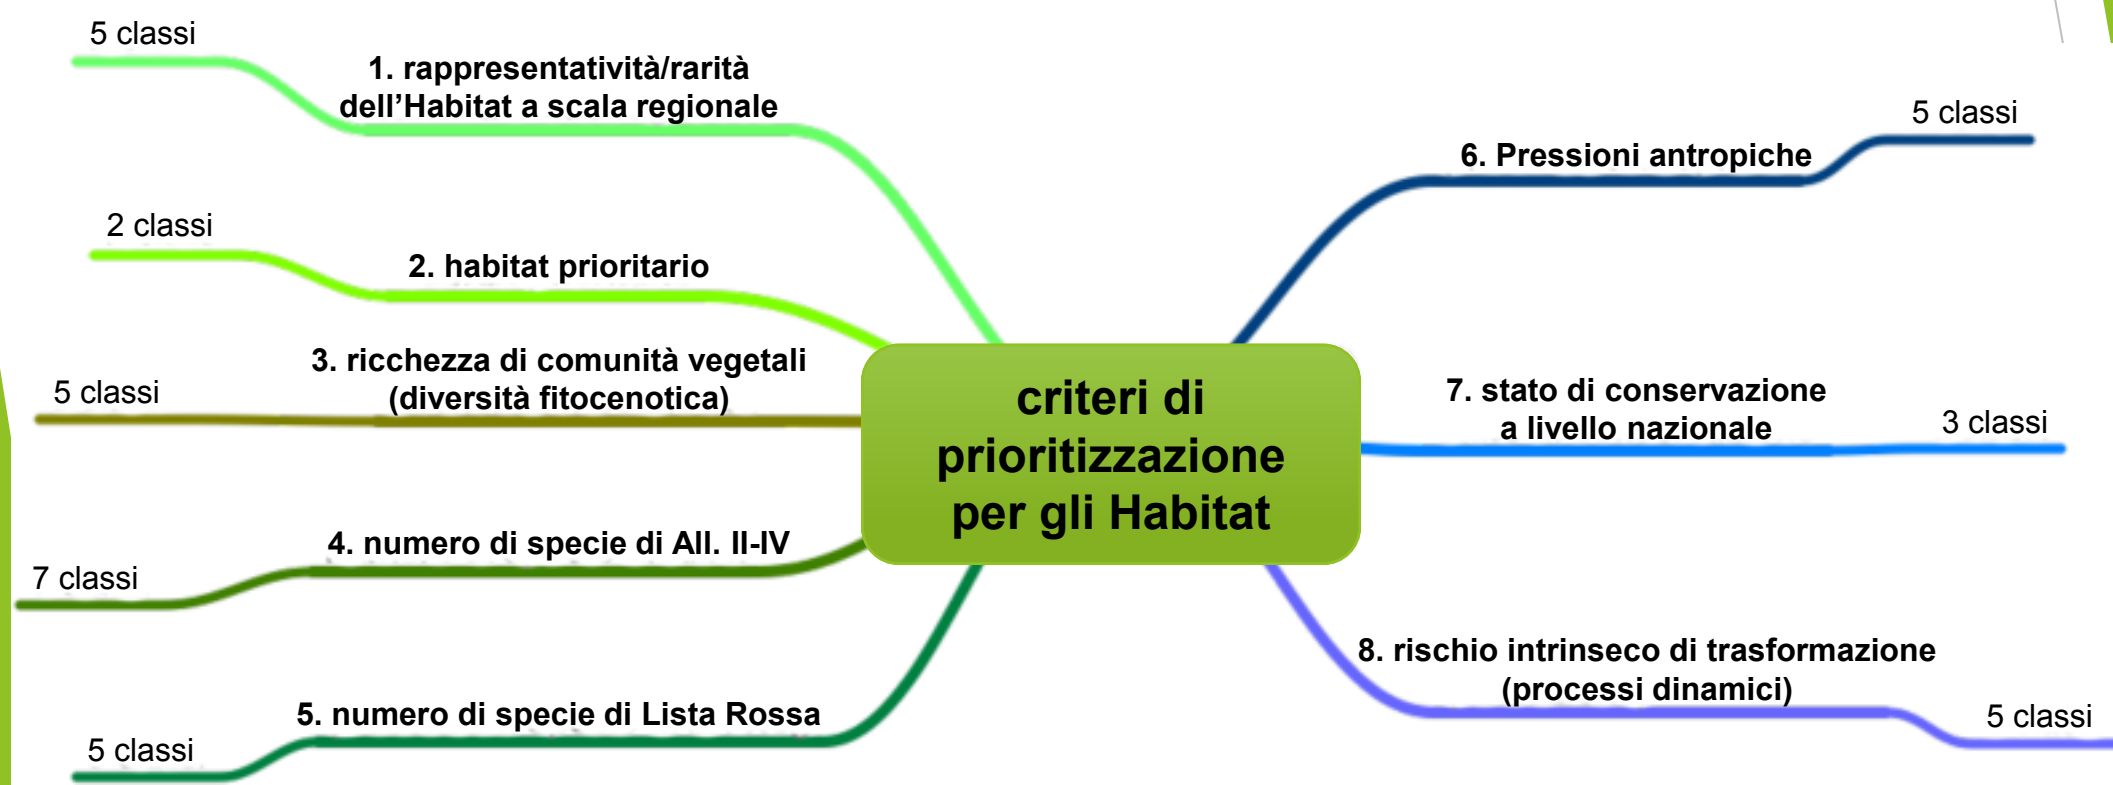 5 classi
1. rappresentatività/rarità
dell'Habitat a scala regionale
2 classi
2. habitat prioritario
5 classi
3. ricchezza di comunità vegetali
(diversità fitocenotica)
7 classi
4. numero di specie di All. II-IV
5 classi
5. numero di specie di Lista Rossa
criteri di
prioritizzazione
per gli Habitat
6. Pressioni antropiche
5 classi
7. stato di conservazione
a livello nazionale
3 classi
8. rischio intrinseco di trasformazione
(processi dinamici)
5 classi